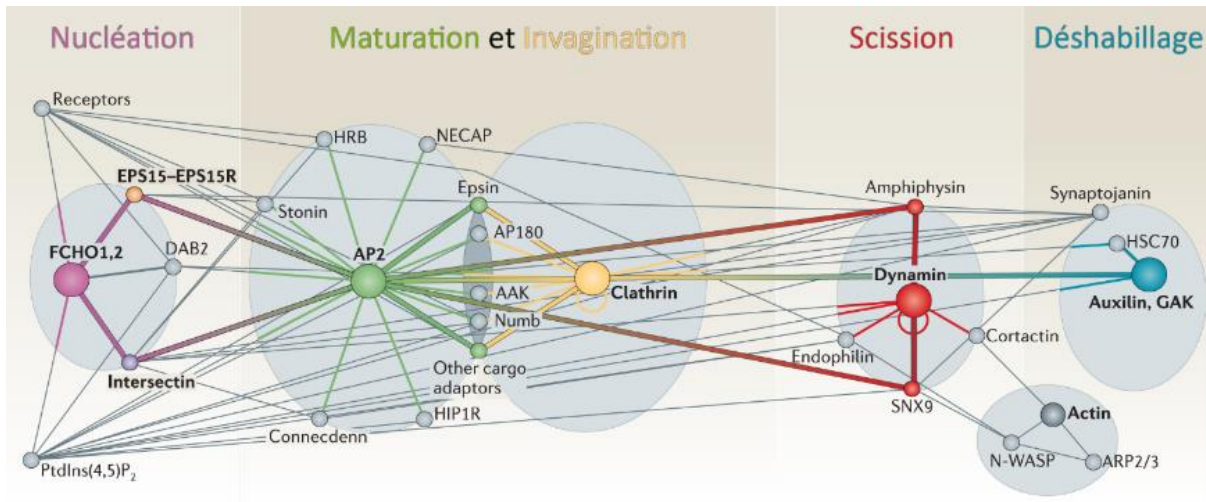 Nucléation
Maturation et Invagination
Scission
Déshabillage
Receptors
HRB
NECAP
EPS15–EPS15R
Epsin
Amphiphysin
Synaptojanin
Stonin
AP180
HSC70
FCHO1,2
DAB2
AP2
Dynamin
AAK
Clathrin
Auxilin, GAK
Numb
Endophilin
Cortactin
Intersectin
Other cargo
adaptors
SNX9
Actin
HIP1R
Connecdenn
N-WASP
ARP2/3
PtdIns(4,5)P₂